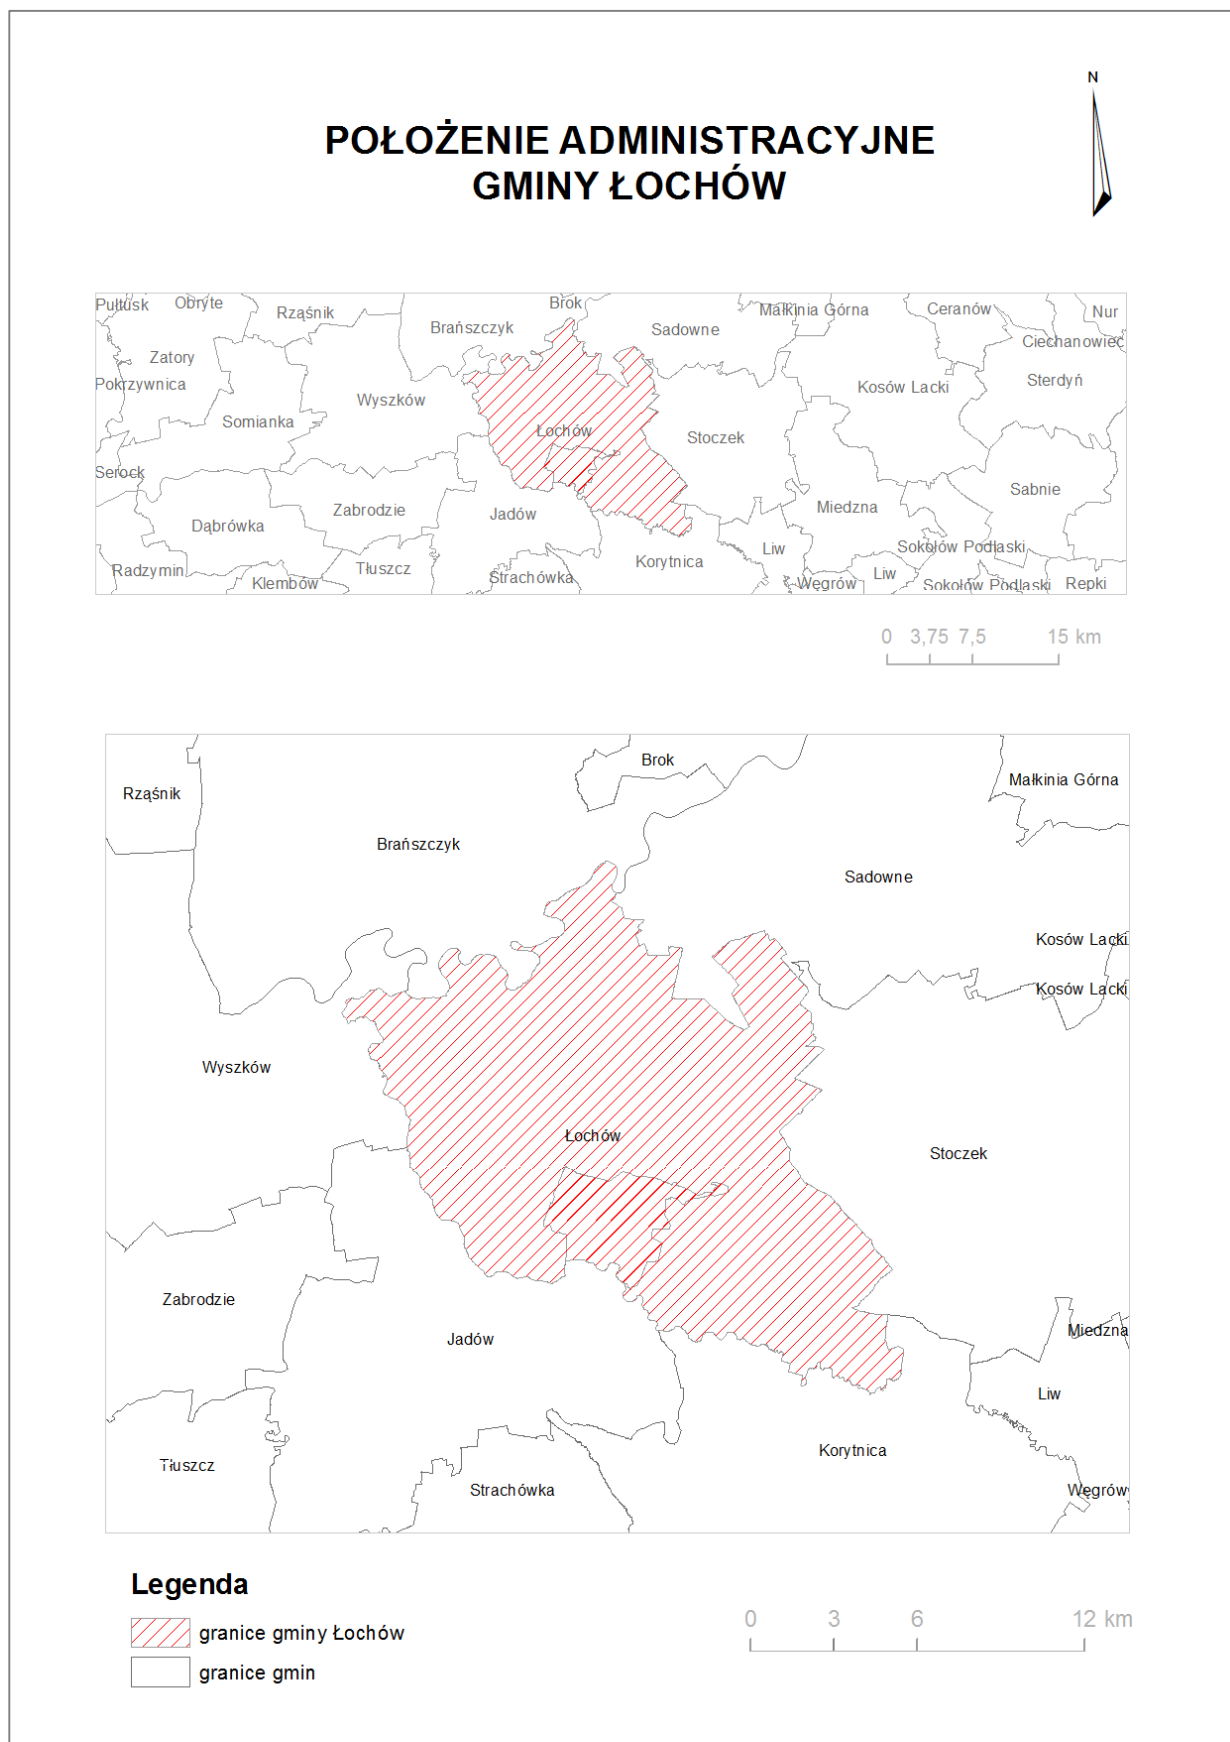 N
POŁOŻENIE ADMINISTRACYJNE
GMINY ŁOCHÓW
Pułtusk
Obryte
Rząśnik
Brańszczyk
Brok
Sadowne
Małkinia Górna
Ceranów
Nur
Ciechanowiec
Zatory
Pokrzywnica
Somianka
Wyszków
Łochów
Stoczek
Kosów Lacki
Sterdyń
Serock
Dąbrówka
Zabrodzie
Jadów
Miedzna
Sabnie
Radzymin
Klembów
Tłuszcz
Strachówka
Korytnica
Liw
Sokołów Podlaski
Węgrów
Liw
Sokołów Podlaski
Repki
0 3,75 7,5 15 km
Rząśnik
Brok
Małkinia Górna
Brańszczyk
Sadowne
Kosów Lacki
Kosów Lacki
Wyszków
Łochów
Stoczek
Zabrodzie
Jadów
Miedzna
Liw
Tłuszcz
Strachówka
Korytnica
Węgrów
Legenda
granice gminy Łochów
granice gmin
0 3 6 12 km